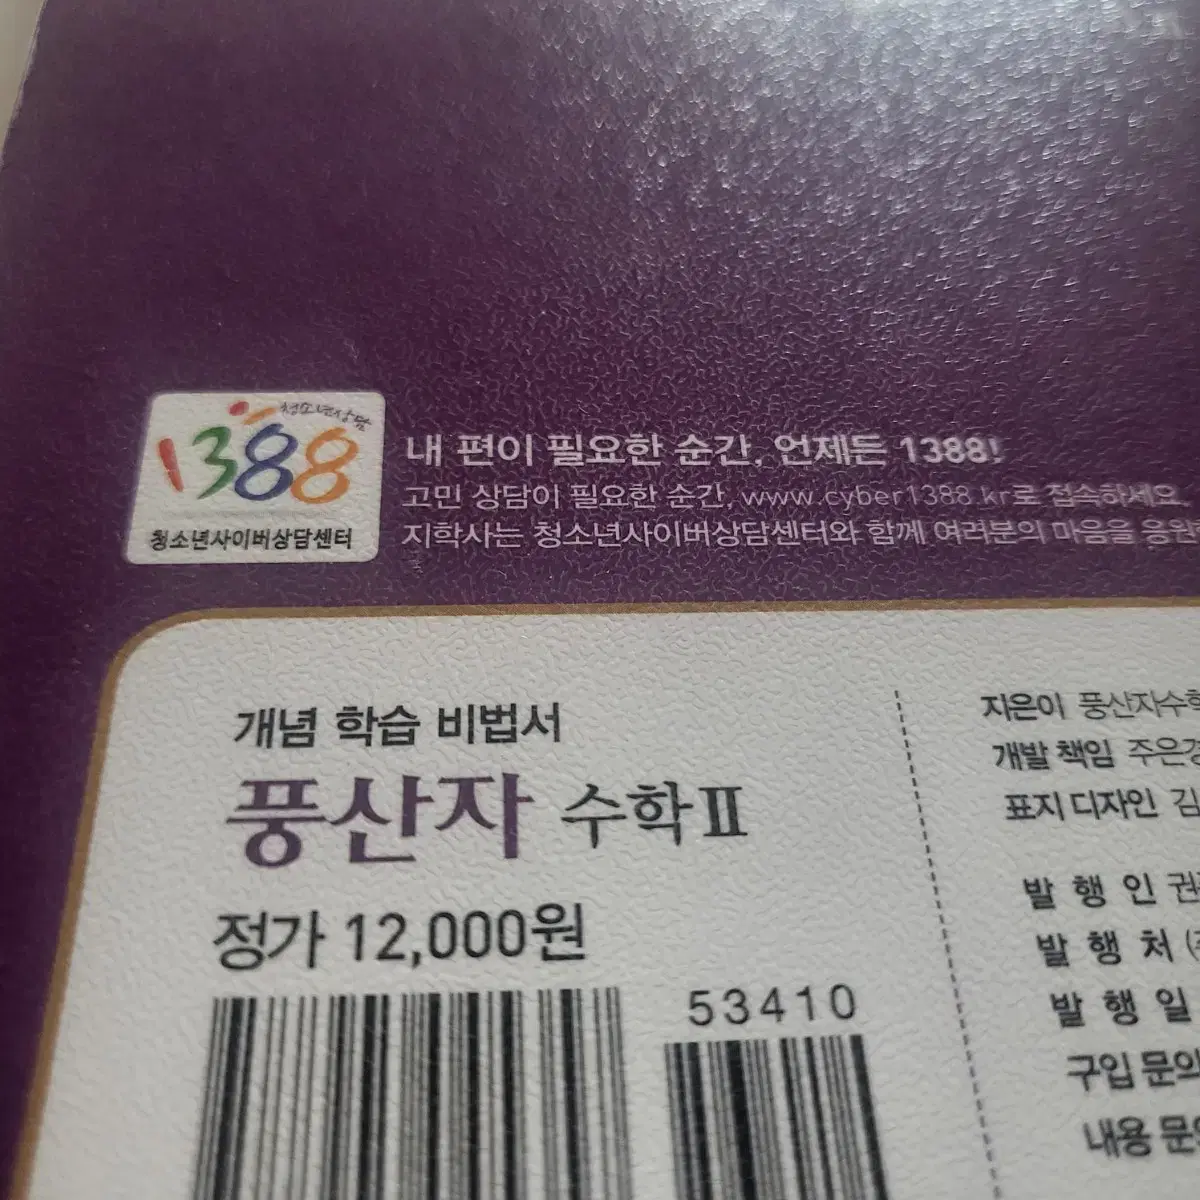 청소년상담
1388
청소년사이버상담센터
내 편이 필요한 순간, 언제든 1388!
고민 상담이 필요한 순간, www.cyber1388.kr로 접속하세요.
지학사는 청소년사이버상담센터와 함께 여러분의 마음을 응원
개념 학습 비법서
풍산자 수학Ⅱ
정가 12,000원
53410
지은이 풍산자수학
개발 책임 주은경
표지 디자인 김
발 행 인
발 행 처
발 행 일
구입 문의
내용 문의